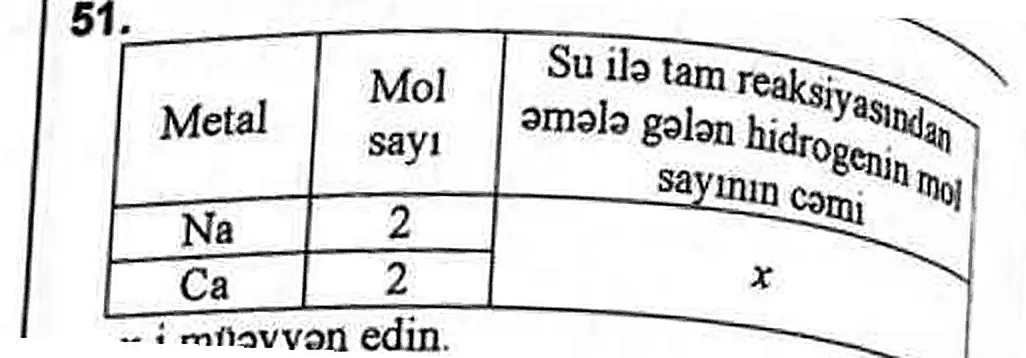 51.
Metal
Mol
sayı
Su ilə tam reaksiyasından
əmələ gələn hidrogenin mol
sayının cəmi
Na
2
Ca
2
x
x-i müəyyən edin.